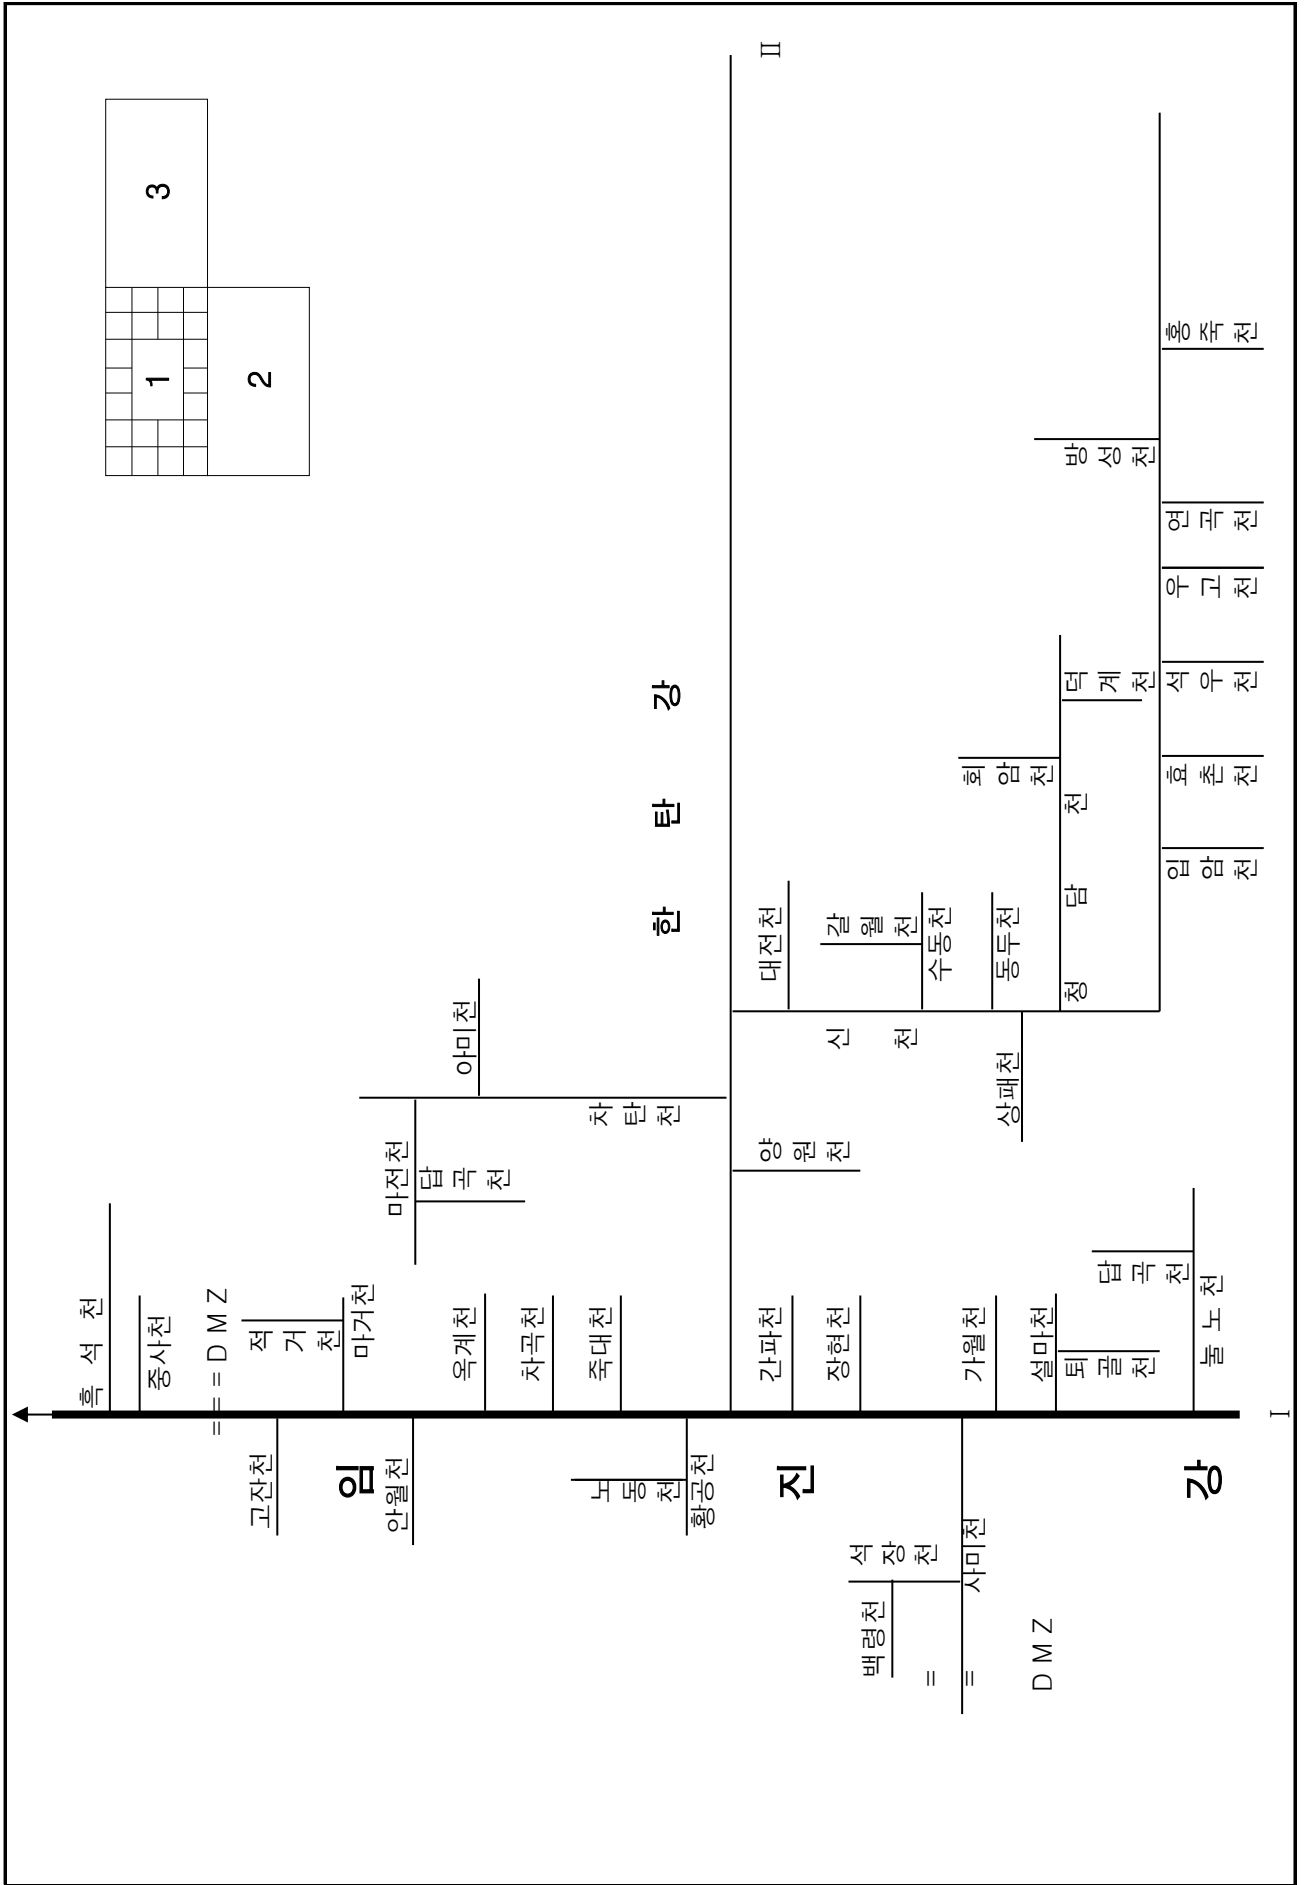 Ⅱ
3
1
2
홍죽천
방성천
연곡천
우고천
석우천
덕계천
효촌천
회암천
입암천
청담천
한탄강
대전천
갈월천
수동천
동두천
신천
상패천
아미천
차탄천
마전천
답곡천
양원천
흑석천
중사천
===DMZ
=
적거천
마거천
옥계천
차곡천
죽대천
간파천
장현천
가월천
설마천
퇴골천
답곡천
눌노천
Ⅰ
고잔천
임진강
안월천
노동천
황공천
석장천
사미천
백령천
= =
DMZ